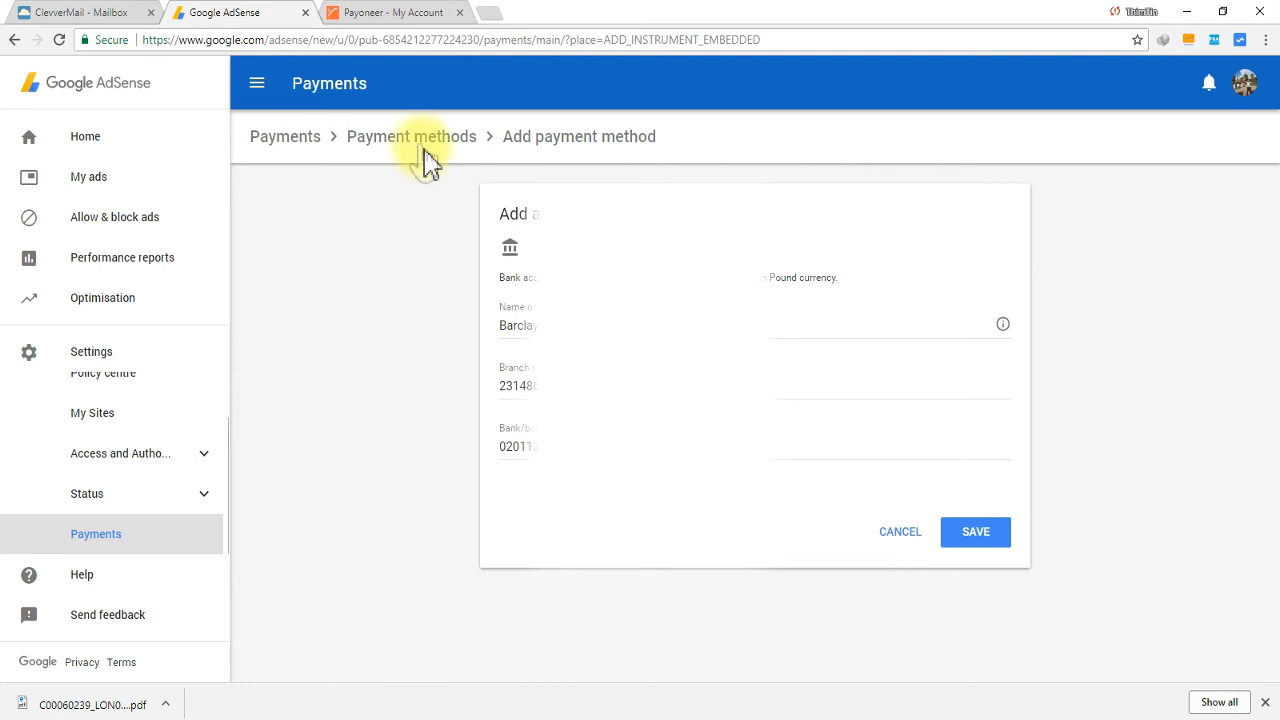 ClevverMail - Mailbox
Google AdSense
Payoneer - My Account
ThimTin
Secure
https://www.google.com/adsense/new/u/0/pub-6854212277224230/payments/main/?place=ADD_INSTRUMENT_EMBEDDED
Google AdSense
Payments
Payments > Payment methods > Add payment method
Home
My ads
Allow & block ads
Performance reports
Optimisation
Settings
Policy centre
My Sites
Access and Autho...
Status
Payments
Help
Send feedback
Google Privacy Terms
Add
Bank
Pound currency.
Name
Barclay
Branch
23148
Bank/
02011
CANCEL
SAVE
C00060239_LON0....pdf
Show all